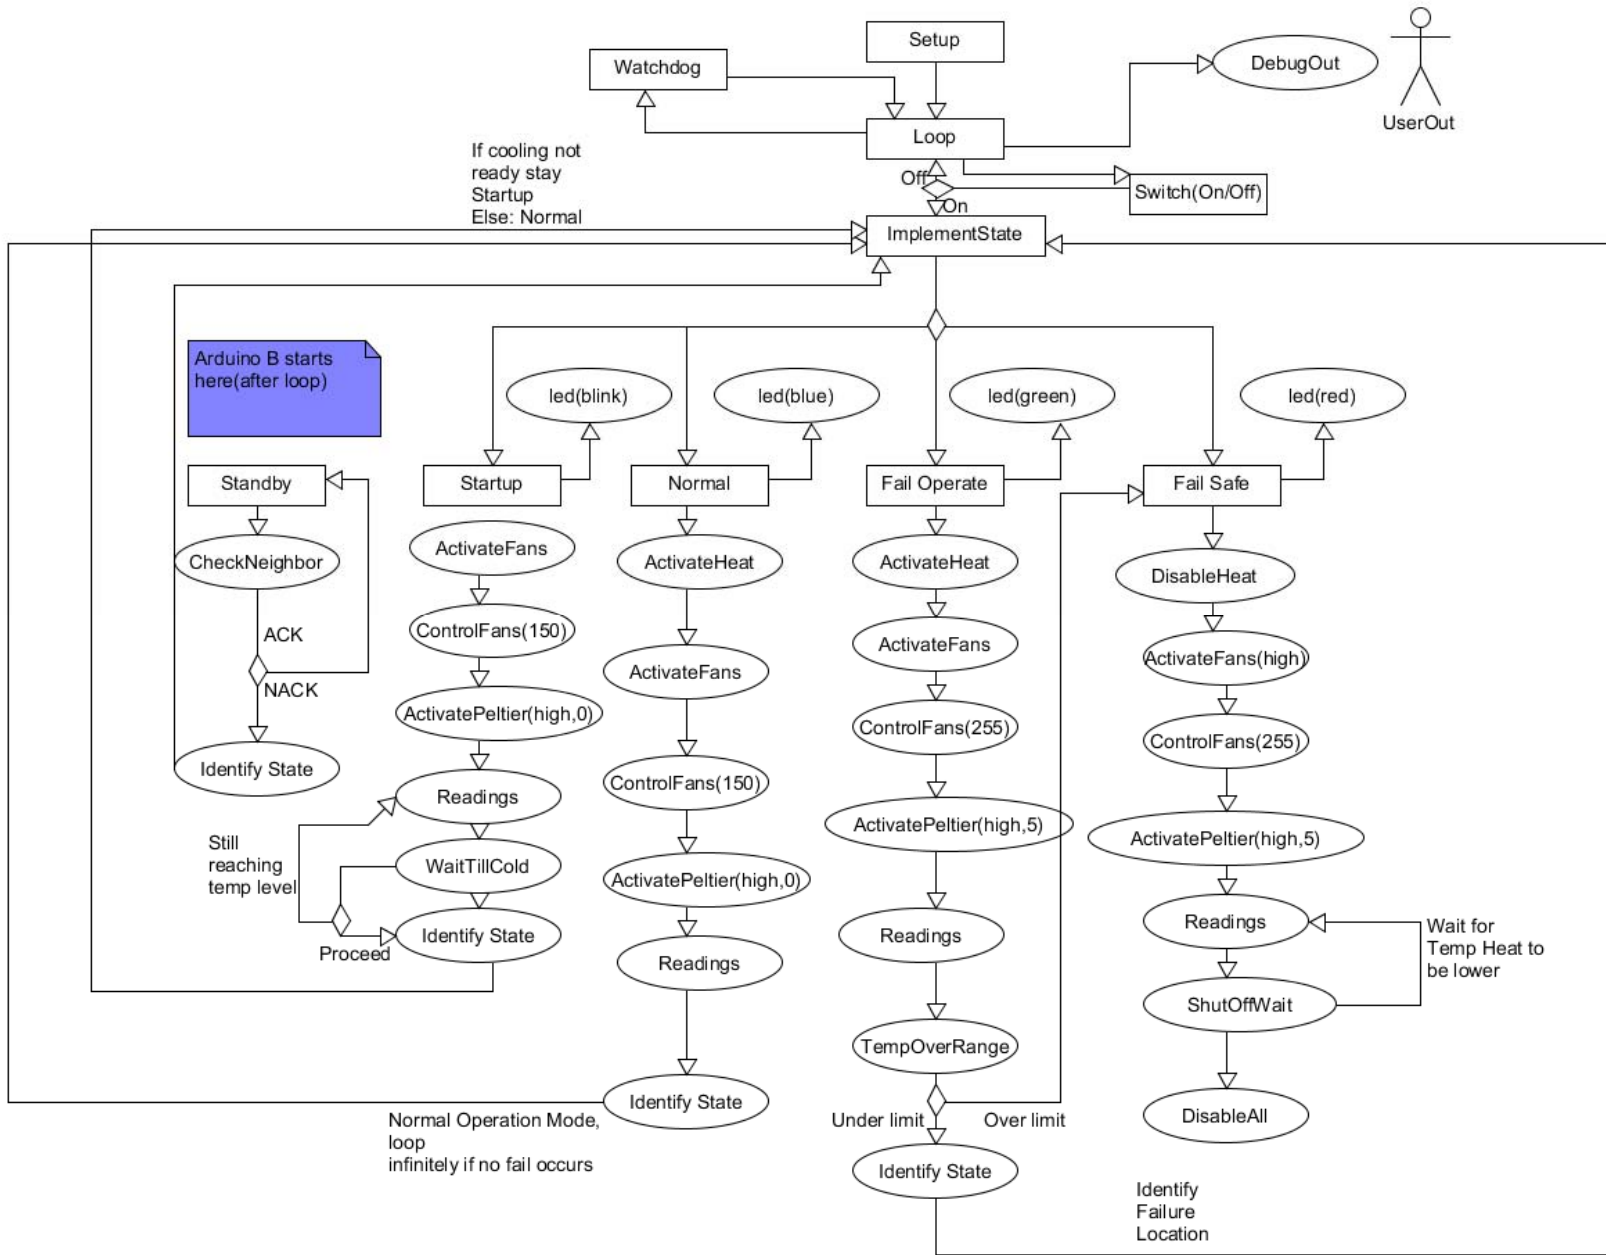 Setup
Watchdog
DebugOut
UserOut
Loop
If cooling not
ready stay
Startup
Else: Normal
Off
On
Switch(On/Off)
ImplementState
Arduino B starts
here(after loop)
led(blink)
led(blue)
led(green)
led(red)
Standby
Startup
Normal
Fail Operate
Fail Safe
CheckNeighbor
ACK
NACK
Identify State
ActivateFans
ControlFans(150)
ActivatePeltier(high,0)
Readings
Still
reaching
temp level
WaitTillCold
Proceed
Identify State
ActivateHeat
ActivateFans
ControlFans(150)
ActivatePeltier(high,0)
Readings
Identify State
Normal Operation Mode,
loop
infinitely if no fail occurs
ActivateHeat
ActivateFans
ControlFans(255)
ActivatePeltier(high,5)
Readings
TempOverRange
Under limit
Over limit
Identify State
DisableHeat
ActivateFans(high)
ControlFans(255)
ActivatePeltier(high,5)
Readings
Wait for
Temp Heat to
be lower
ShutOffWait
DisableAll
Identify
Failure
Location